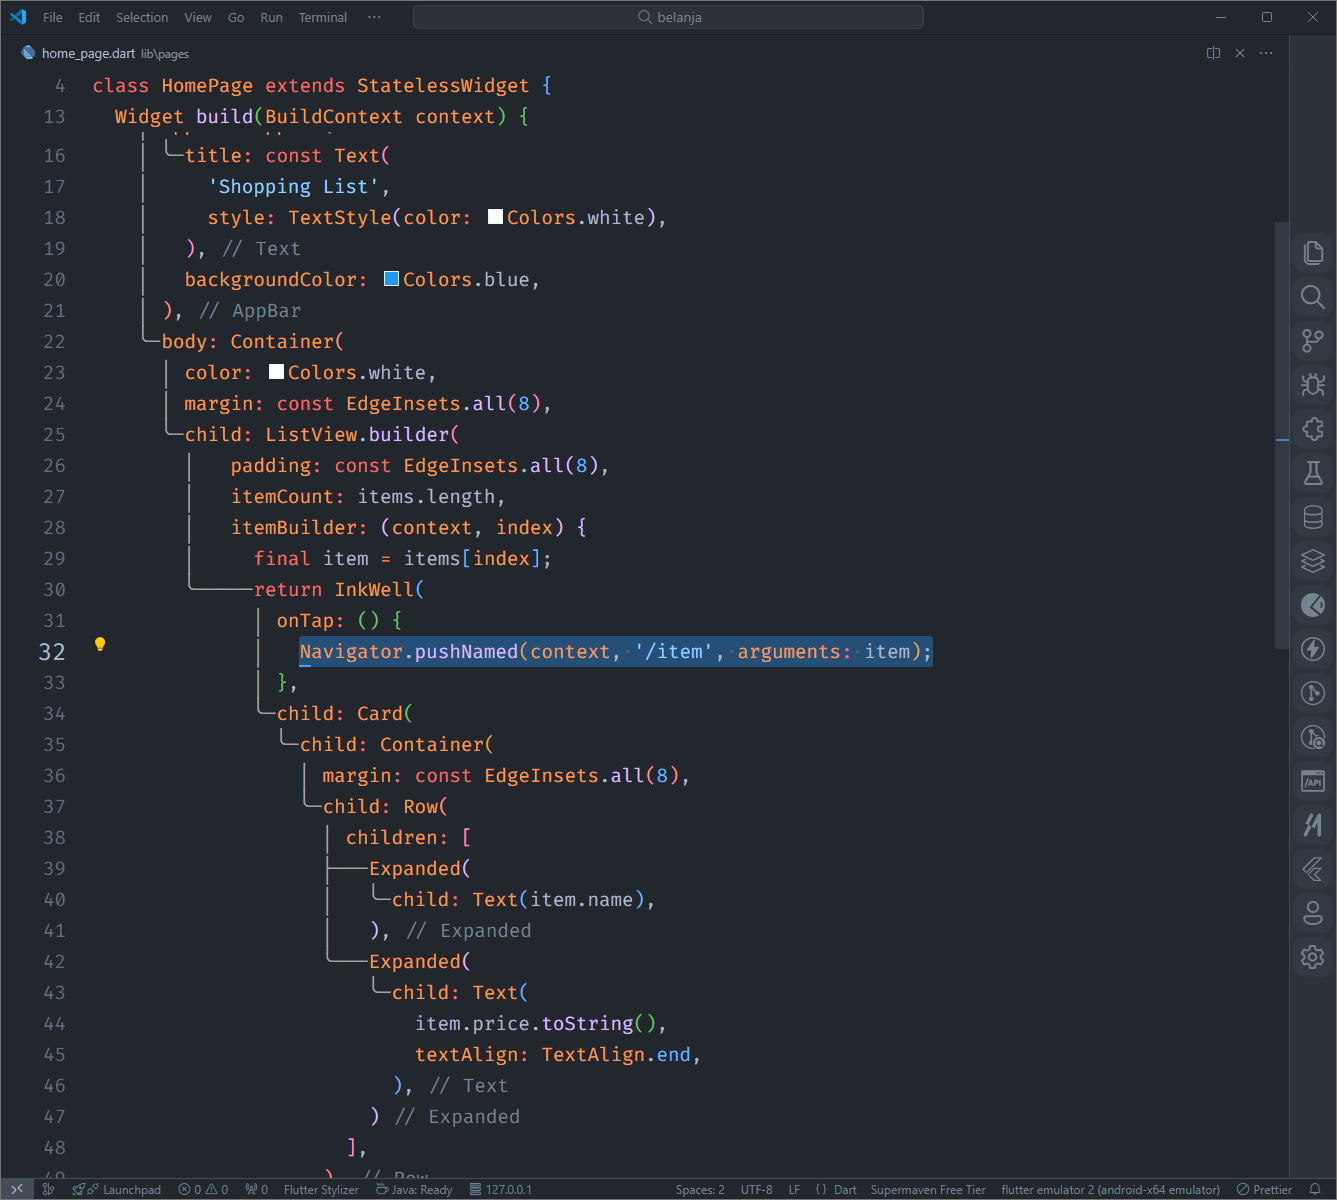 File Edit Selection View Go Run Terminal ··· belanja
home_page.dart lib\pages
4 class HomePage extends StatelessWidget {
13 Widget build(BuildContext context) {
16 title: const Text(
17 'Shopping List',
18 style: TextStyle(color: Colors.white),
19 ), // Text
20 backgroundColor: Colors.blue,
21 ), // AppBar
22 body: Container(
23 color: Colors.white,
24 margin: const EdgeInsets.all(8),
25 child: ListView.builder(
26 padding: const EdgeInsets.all(8),
27 itemCount: items.length,
28 itemBuilder: (context, index) {
29 final item = items[index];
30 return InkWell(
31 onTap: () {
32 Navigator.pushNamed(context, '/item', arguments: item);
33 },
34 child: Card(
35 child: Container(
36 margin: const EdgeInsets.all(8),
37 child: Row(
38 children: [
39 Expanded(
40 child: Text(item.name),
41 ), // Expanded
42 Expanded(
43 child: Text(
44 item.price.toString(),
45 textAlign: TextAlign.end,
46 ), // Text
47 ) // Expanded
48 ],
49 ), // Row
/API
Launchpad 0 0 0 Flutter Stylizer Java: Ready 127.0.0.1 Spaces: 2 UTF-8 LF {} Dart Supermaven Free Tier flutter emulator 2 (android-x64 emulator) Prettier